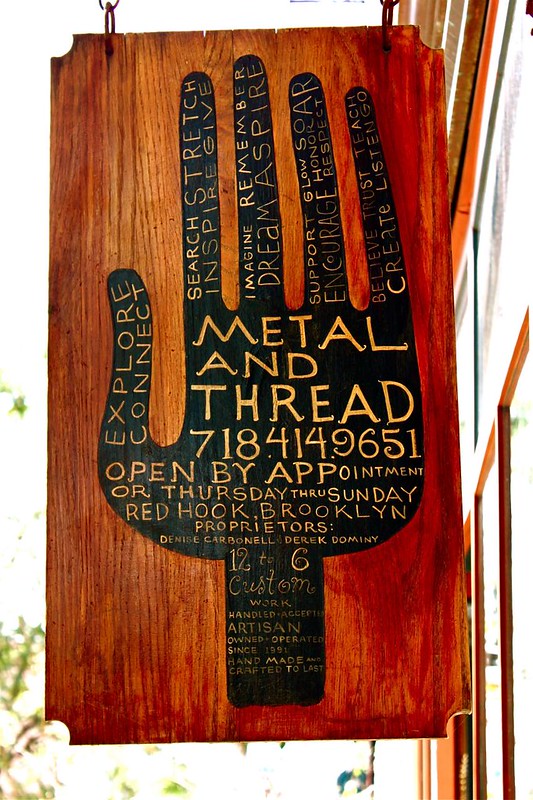 EXPLORE
CONNECT
SEARCH STRETCH
INSPIRE GIVE
IMAGINE REMEMBER
DREAM ASPIRE
SUPPORT GLOW SOAR
ENCOURAGE HONOR
RESPECT
BELIEVE TRUST TEACH
CREATE LISTEN GO
METAL
AND
THREAD
718.414.9651
OPEN BY APPOINTMENT
OR THURSDAY THRU SUNDAY
RED HOOK, BROOKLYN
PROPRIETORS:
DENISE CARBONELL & DEREK DOMINY
12 to 6
Custom
WORK
HANDLED • ACCEPTED
ARTISAN
OWNED • OPERATED
SINCE 1991
HAND MADE AND
CRAFTED TO LAST